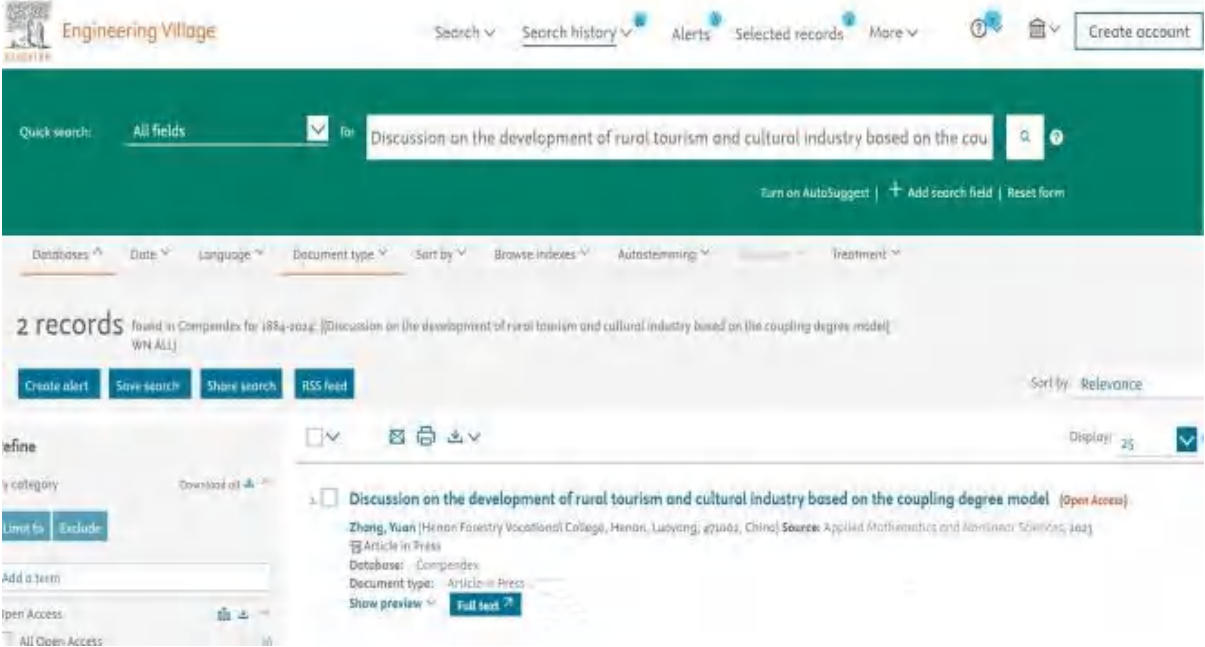 Engineering Village
Search Search history Alerts Selected records More Create account
ELSEVIER
Quick search: All fields for Discussion on the development of rural tourism and cultural industry based on the cou
Turn on AutoSuggest | + Add search field | Reset form
Databases Date Language Document type Sort by Browse indexes Autostemming Treatment
2 records found in Compendex for 1884-2024: ((Discussion on the development of rural tourism and cultural industry based on the coupling degree model)
WN ALL)
Create alert Save search Share search RSS feed
Sort by: Relevance
efine
Display: 25
y category Download all
Limit to Exclude
1. Discussion on the development of rural tourism and cultural industry based on the coupling degree model (Open Access)
Zhang, Yuan (Henan Forestry Vocational College, Henan, Luoyang, 471002, China) Source: Applied Mathematics and Nonlinear Sciences, 2023
Article in Press
Database: Compendex
Document type: Article in Press
Show preview Full text
Add a term
Open Access
All Open Access